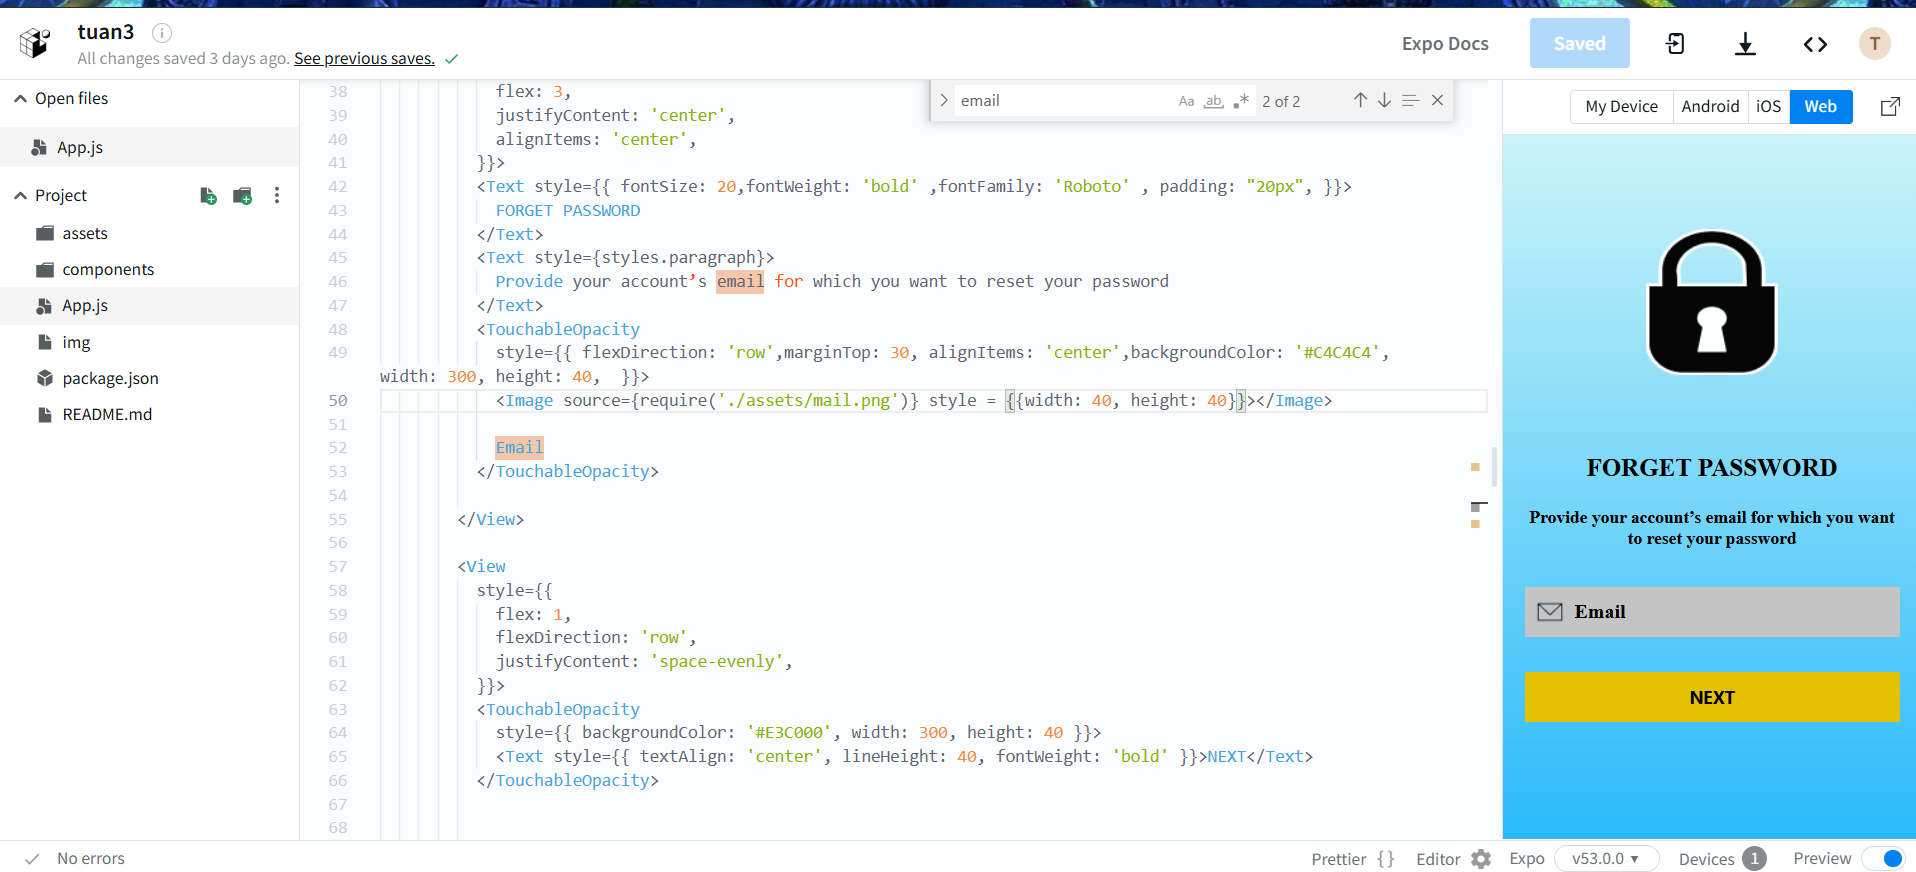 tuan3
All changes saved 3 days ago. See previous saves.
Expo Docs
Saved
T
Open files
App.js
Project
assets
components
App.js
img
package.json
README.md
email
Aa
ab
2 of 2
38 flex: 3,
39 justifyContent: 'center',
40 alignItems: 'center',
41 }}>
42 <Text style={{ fontSize: 20,fontWeight: 'bold' ,fontFamily: 'Roboto' , padding: "20px", }}>
43 FORGET PASSWORD
44 </Text>
45 <Text style={styles.paragraph}>
46 Provide your account’s email for which you want to reset your password
47 </Text>
48 <TouchableOpacity
49 style={{ flexDirection: 'row',marginTop: 30, alignItems: 'center',backgroundColor: '#C4C4C4',
width: 300, height: 40,  }}>
50 <Image source={require('./assets/mail.png')} style = {{width: 40, height: 40}}></Image>
51
52 Email
53 </TouchableOpacity>
54
55 </View>
56
57 <View
58 style={{
59 flex: 1,
60 flexDirection: 'row',
61 justifyContent: 'space-evenly',
62 }}>
63 <TouchableOpacity
64 style={{ backgroundColor: '#E3C000', width: 300, height: 40 }}>
65 <Text style={{ textAlign: 'center', lineHeight: 40, fontWeight: 'bold' }}>NEXT</Text>
66 </TouchableOpacity>
67
68
My Device Android iOS Web
FORGET PASSWORD
Provide your account’s email for which you want
to reset your password
Email
NEXT
No errors
Prettier { }
Editor
Expo v53.0.0
Devices 1
Preview